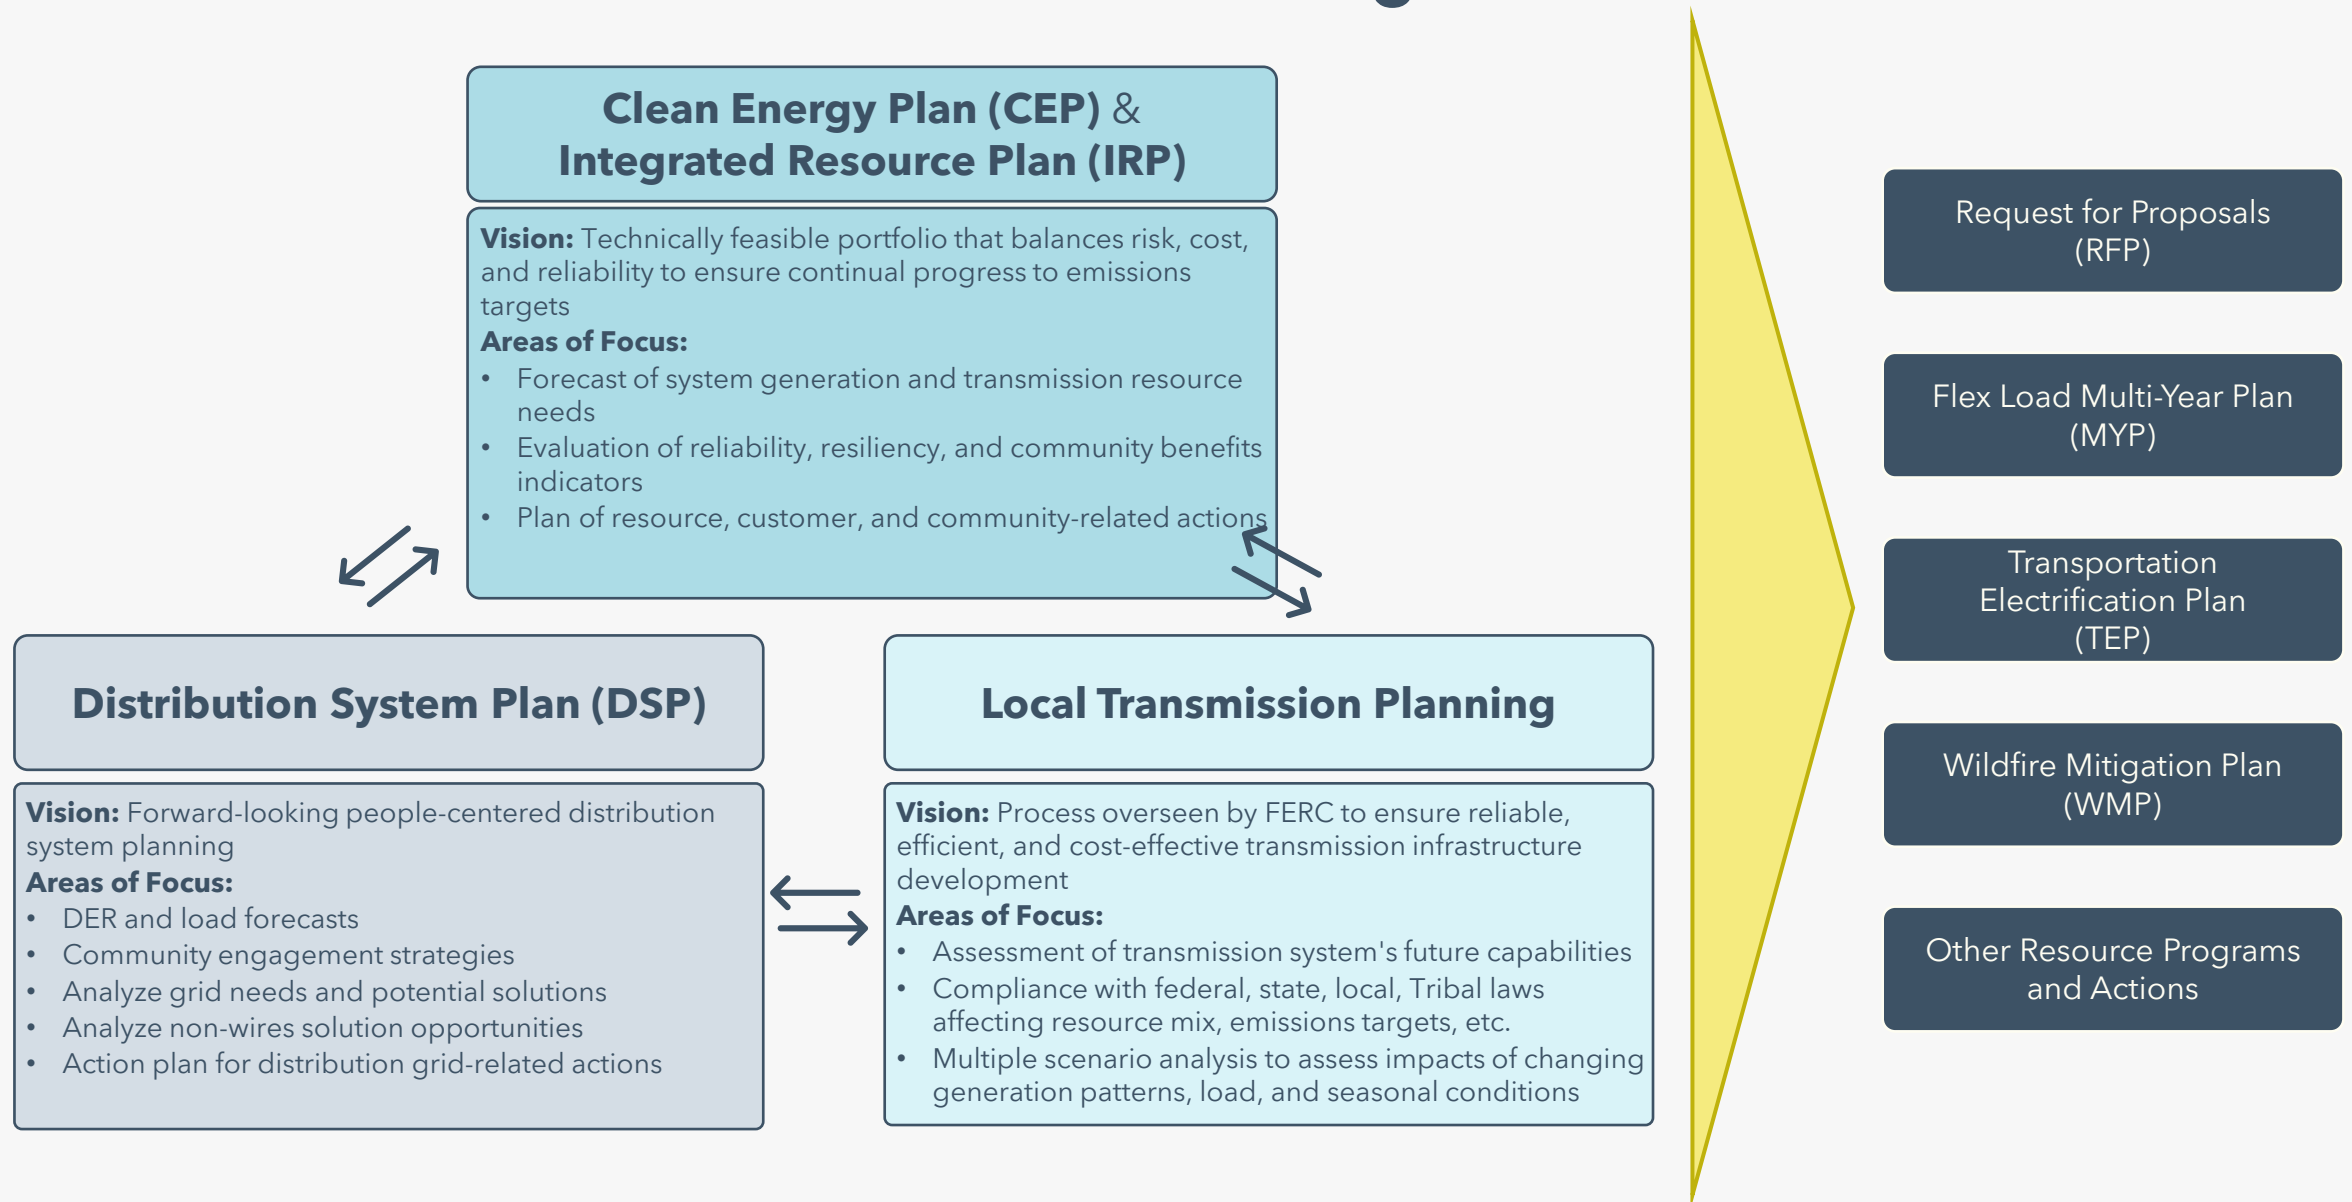 Clean Energy Plan (CEP) &
Integrated Resource Plan (IRP)
Vision: Technically feasible portfolio that balances risk, cost,
and reliability to ensure continual progress to emissions
targets
Areas of Focus:
• Forecast of system generation and transmission resource
needs
• Evaluation of reliability, resiliency, and community benefits
indicators
• Plan of resource, customer, and community-related actions
Distribution System Plan (DSP)
Vision: Forward-looking people-centered distribution
system planning
Areas of Focus:
• DER and load forecasts
• Community engagement strategies
• Analyze grid needs and potential solutions
• Analyze non-wires solution opportunities
• Action plan for distribution grid-related actions
Local Transmission Planning
Vision: Process overseen by FERC to ensure reliable,
efficient, and cost-effective transmission infrastructure
development
Areas of Focus:
• Assessment of transmission system's future capabilities
• Compliance with federal, state, local, Tribal laws
affecting resource mix, emissions targets, etc.
• Multiple scenario analysis to assess impacts of changing
generation patterns, load, and seasonal conditions
Request for Proposals
(RFP)
Flex Load Multi-Year Plan
(MYP)
Transportation
Electrification Plan
(TEP)
Wildfire Mitigation Plan
(WMP)
Other Resource Programs
and Actions